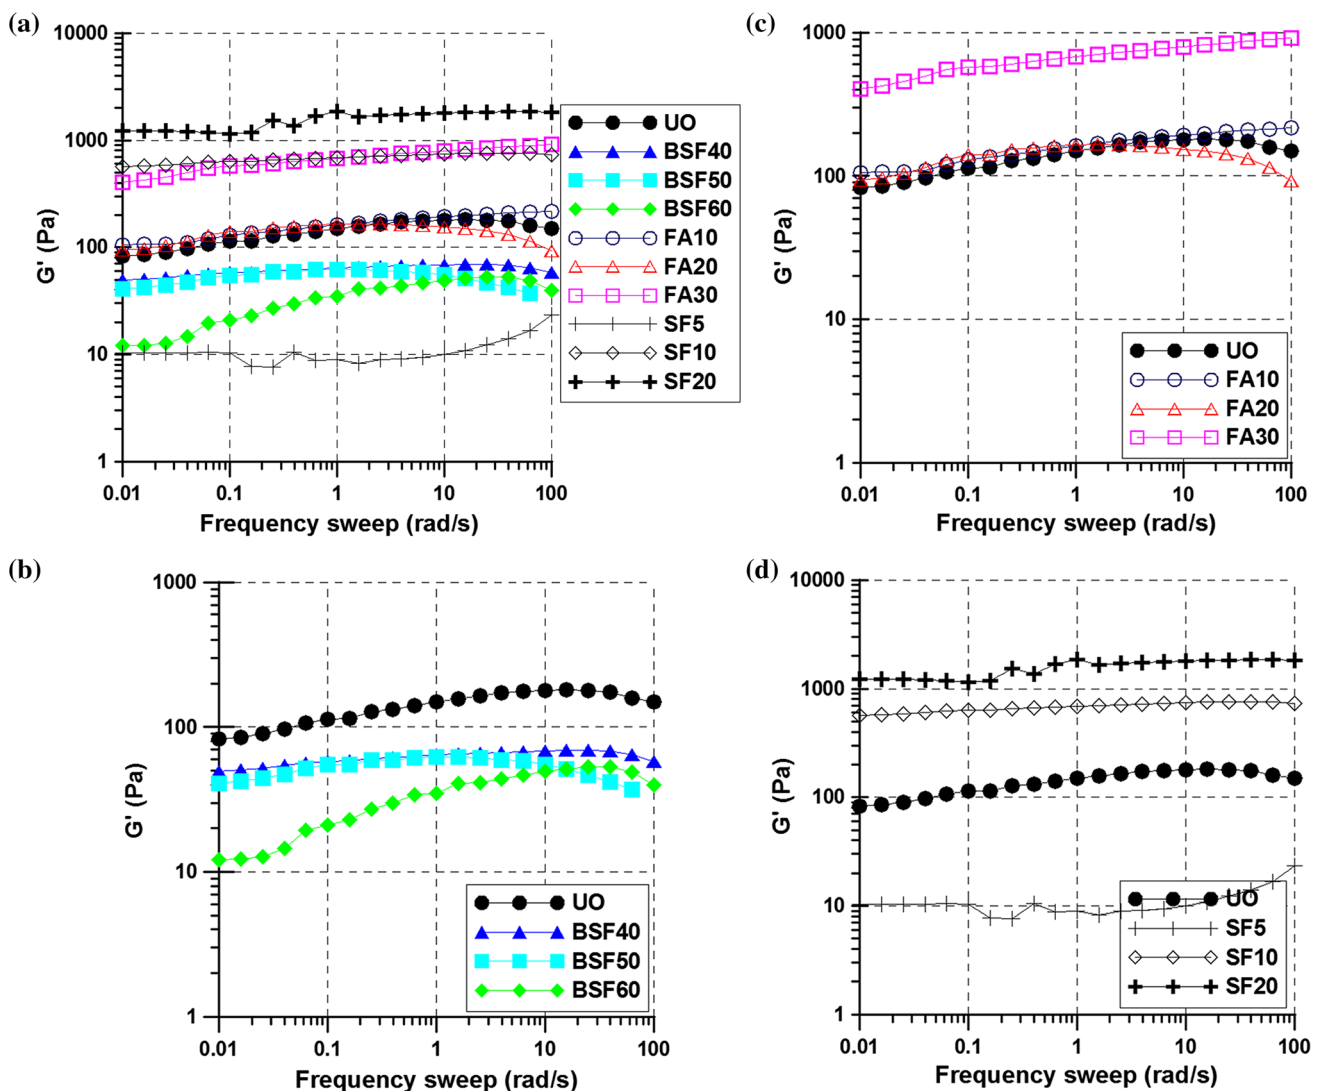 (a)
10000
1000
100
10
1
G' (Pa)
0.01 0.1 1 10 100
Frequency sweep (rad/s)
UO
BSF40
BSF50
BSF60
FA10
FA20
FA30
SF5
SF10
SF20
(c)
1000
100
10
1
G' (Pa)
0.01 0.1 1 10 100
Frequency sweep (rad/s)
UO
FA10
FA20
FA30
(b)
1000
100
10
1
G' (Pa)
0.01 0.1 1 10 100
Frequency sweep (rad/s)
UO
BSF40
BSF50
BSF60
(d)
10000
1000
100
10
1
G' (Pa)
0.01 0.1 1 10 100
Frequency sweep (rad/s)
UO
SF5
SF10
SF20